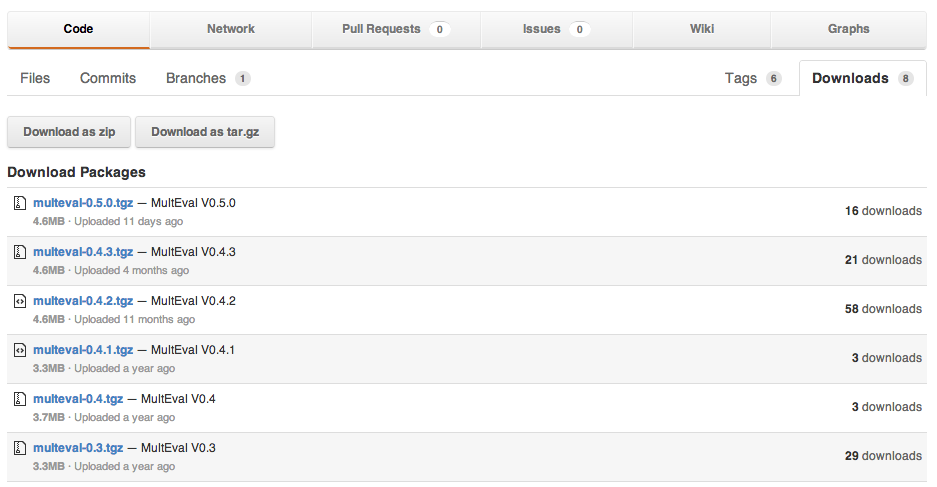 Code Network Pull Requests 0 Issues 0 Wiki Graphs
Files Commits Branches 1 Tags 6 Downloads 8
Download as zip Download as tar.gz
Download Packages
multeval-0.5.0.tgz — MultEval V0.5.0
4.6MB · Uploaded 11 days ago
16 downloads
multeval-0.4.3.tgz — MultEval V0.4.3
4.6MB · Uploaded 4 months ago
21 downloads
multeval-0.4.2.tgz — MultEval V0.4.2
4.6MB · Uploaded 11 months ago
58 downloads
multeval-0.4.1.tgz — MultEval V0.4.1
3.3MB · Uploaded a year ago
3 downloads
multeval-0.4.tgz — MultEval V0.4
3.7MB · Uploaded a year ago
3 downloads
multeval-0.3.tgz — MultEval V0.3
3.3MB · Uploaded a year ago
29 downloads